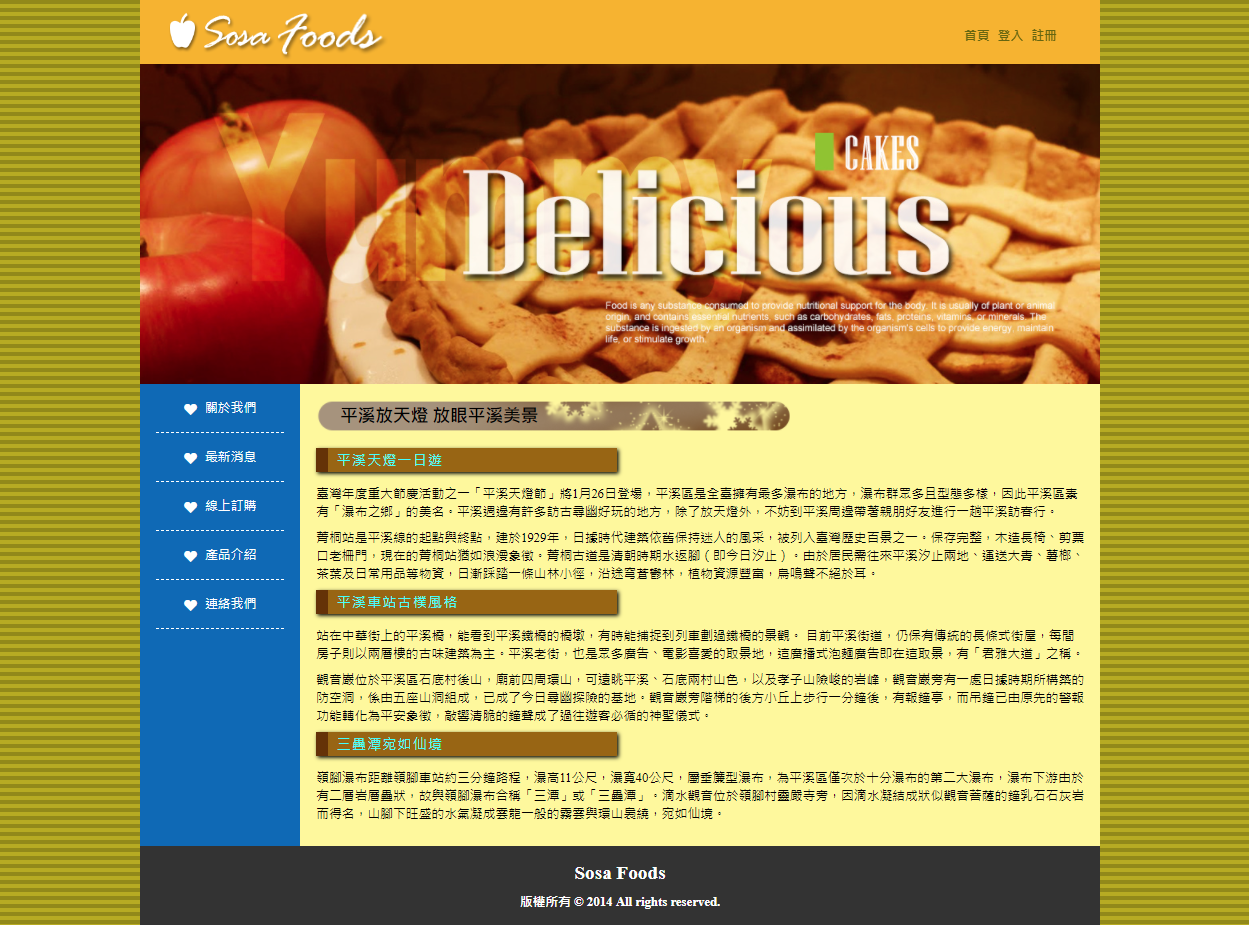 Sosa Foods
首頁 登入 註冊
Yummy
CAKES
Delicious
Food is any substance consumed to provide nutritional support for the body. It is usually of plant or animal
origin, and contains essential nutrients, such as carbohydrates, fats, proteins, vitamins, or minerals. The
substance is ingested by an organism and assimilated by the organism's cells to provide energy, maintain
life, or stimulate growth.
關於我們
最新消息
線上訂購
產品介紹
連絡我們
平溪放天燈 放眼平溪美景
平溪天燈一日遊
臺灣年度重大節慶活動之一「平溪天燈節」將1月26日登場，平溪區是全臺擁有最多瀑布的地方，瀑布群眾多且型態多樣，因此平溪區素
有「瀑布之鄉」的美名。平溪週邊有許多訪古尋幽好玩的地方，除了放天燈外，不妨到平溪周邊帶著親朋好友進行一趟平溪訪春行。
菁桐站是平溪線的起點與終點，建於1929年，日據時代建築依舊保持迷人的風采，被列入臺灣歷史百景之一。保存完整，木造長椅、剪票
口老柵門，現在的菁桐站猶如浪漫象徵。菁桐古道是清朝時期水返腳（即今日汐止）。由於居民需往來平溪汐止兩地、運送大青、薯榔、
茶葉及日常用品等物資，日漸踩踏一條山林小徑，沿途穹蒼鬱林，植物資源豐富，鳥鳴聲不絕於耳。
平溪車站古樸風格
站在中華街上的平溪橋，能看到平溪鐵橋的橋墩，有時能捕捉到列車劃過鐵橋的景觀。 目前平溪街道，仍保有傳統的長條式街屋，每間
房子則以兩層樓的古味建築為主。平溪老街，也是眾多廣告、電影喜愛的取景地，這廣播式泡麵廣告即在這取景，有「君雅大道」之稱。
觀音巖位於平溪區石底村後山，廟前四周環山，可遠眺平溪、石底兩村山色，以及孝子山險峻的岩峰，觀音巖旁有一處日據時期所構築的
防空洞，係由五座山洞組成，已成了今日尋幽探險的基地。觀音巖旁階梯的後方小丘上步行一分鐘後，有報鐘亭，而吊鐘已由原先的警報
功能轉化為平安象徵，敲響清脆的鐘聲成了過往遊客必循的神聖儀式。
三疊潭宛如仙境
嶺腳瀑布距離嶺腳車站約三分鐘路程，瀑高11公尺，瀑寬40公尺，層垂簾型瀑布，為平溪區僅次於十分瀑布的第二大瀑布，瀑布下游由於
有二層岩層疊狀，故與嶺腳瀑布合稱「三潭」或「三疊潭」。滴水觀音位於嶺腳村靈巖寺旁，因滴水凝結成狀似觀音菩薩的鐘乳石石灰岩
而得名，山腳下旺盛的水氣凝成雲龍一般的霧雲與環山裊繞，宛如仙境。
Sosa Foods
版權所有 © 2014 All rights reserved.